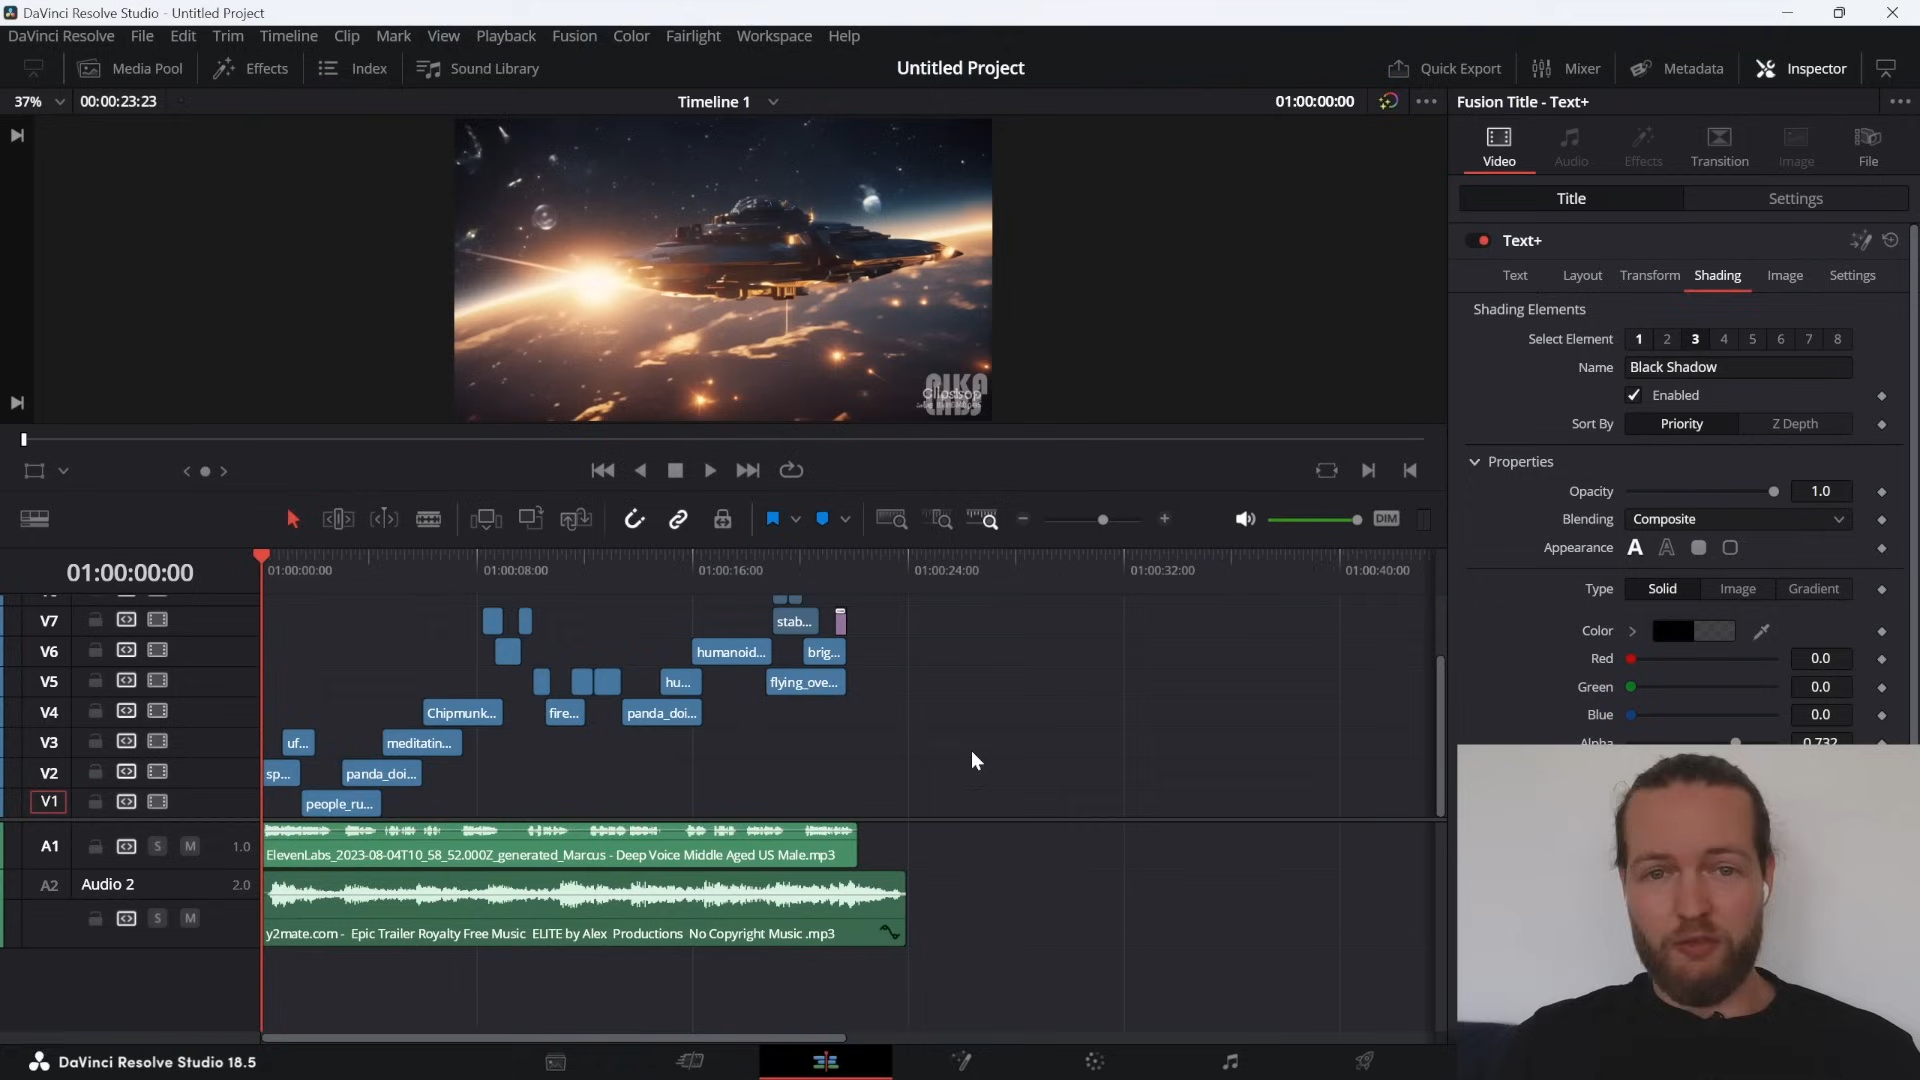 DaVinci Resolve Studio - Untitled Project
DaVinci Resolve File Edit Trim Timeline Clip Mark View Playback Fusion Color Fairlight Workspace Help
Media Pool Effects Index Sound Library Untitled Project Quick Export Mixer Metadata Inspector
37% 00:00:23:23 Timeline 1 01:00:00:00 Fusion Title - Text+
Video Audio Effects Transition Image File
Title Settings
Text+
Text Layout Transform Shading Image Settings
Shading Elements
Select Element 1 2 3 4 5 6 7 8
Name Black Shadow
Enabled
Sort By Priority Z Depth
Properties
Opacity 1.0
Blending Composite
Appearance A A
Type Solid Image Gradient
Color
Red 0.0
Green 0.0
Blue 0.0
Alpha 0.732
LABS
DIM
01:00:00:00
01:00:00:00 01:00:08:00 01:00:16:00 01:00:24:00 01:00:32:00 01:00:40:00
V7 stab...
V6 humanoid... brig...
V5 hu... flying_ove...
V4 Chipmunk... fire... panda_doi...
V3 uf... meditatin...
V2 sp... panda_doi...
V1 people_ru...
A1 S M 1.0
ElevenLabs_2023-08-04T10_58_52.000Z_generated_Marcus - Deep Voice Middle Aged US Male.mp3
A2 Audio 2 2.0
S M
y2mate.com - Epic Trailer Royalty Free Music ELITE by Alex Productions No Copyright Music .mp3
DaVinci Resolve Studio 18.5